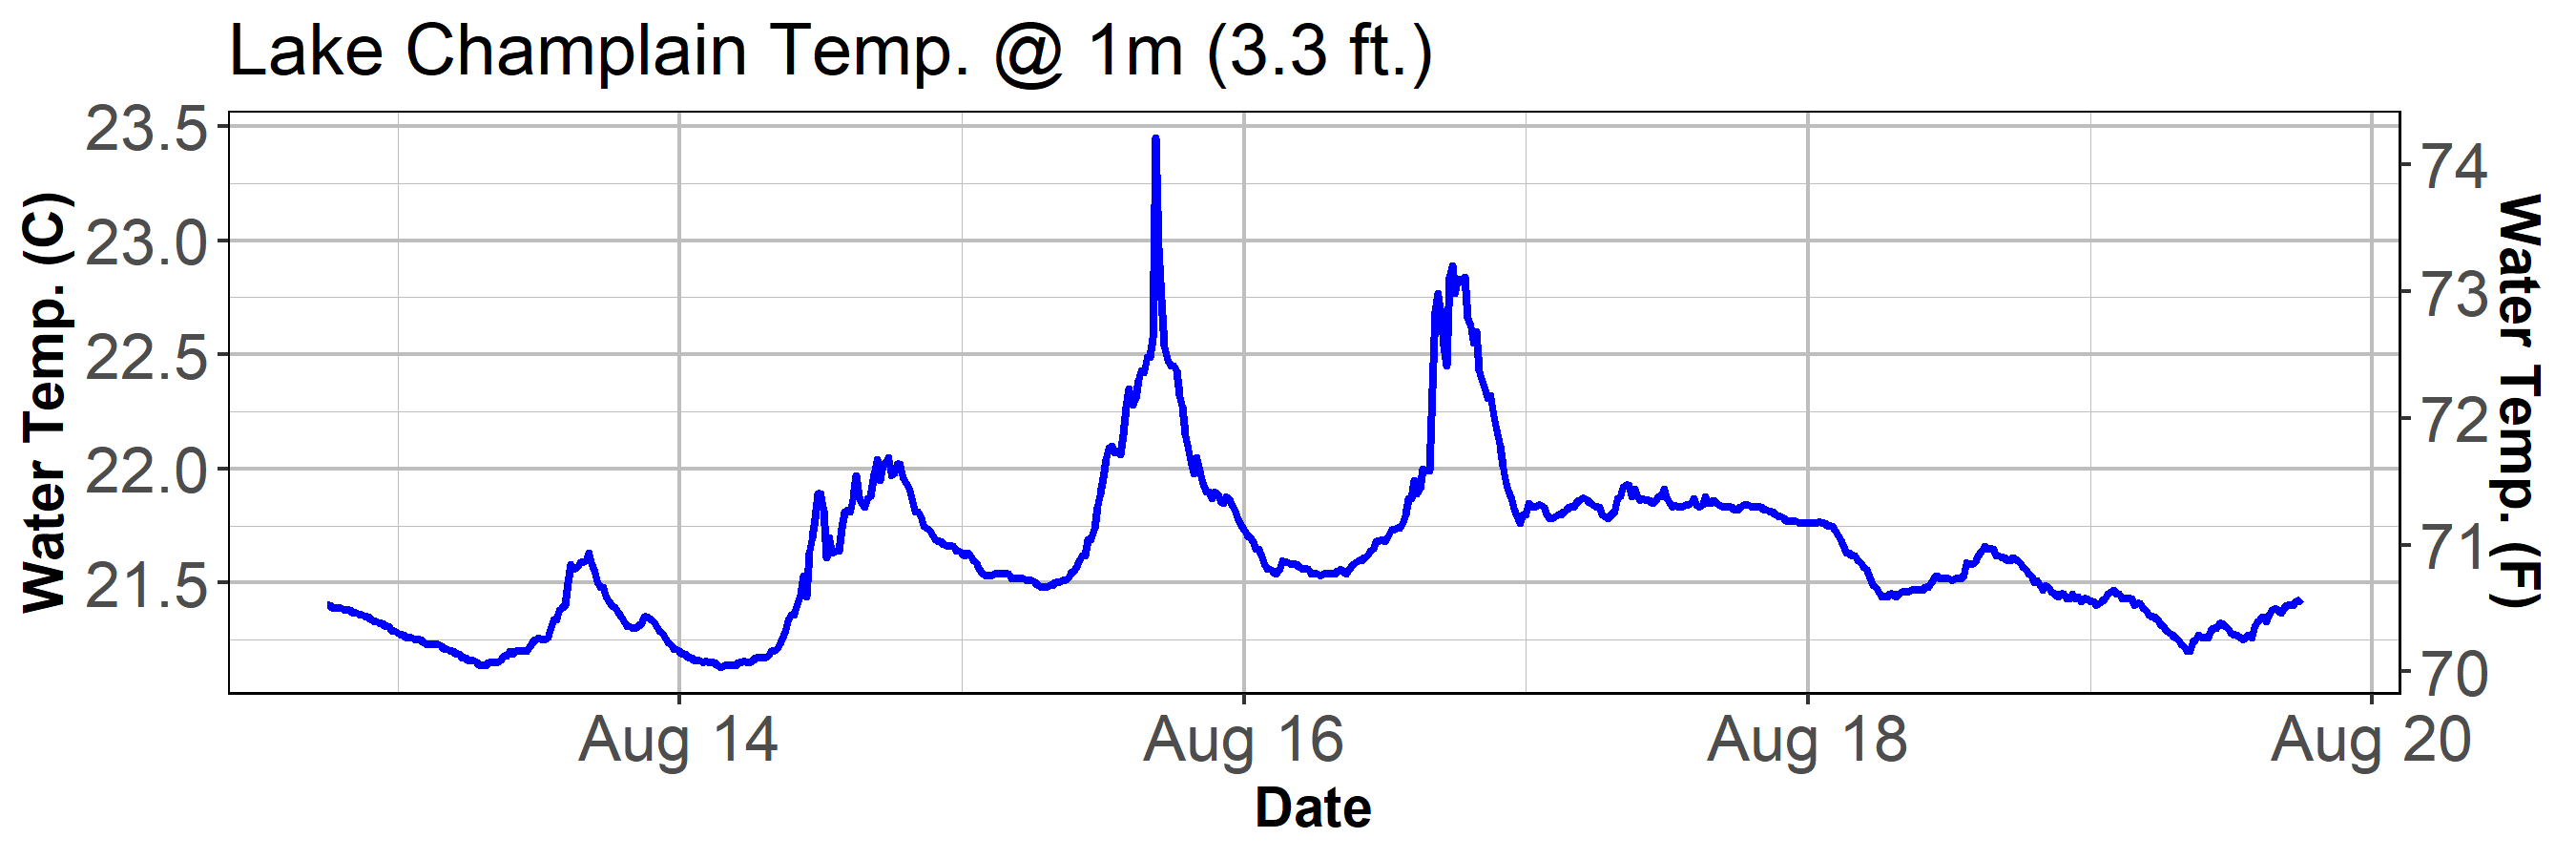 Lake Champlain Temp. @ 1m (3.3 ft.)
23.5
23.0
22.5
22.0
21.5
Water Temp. (C)
74
73
72
71
70
Water Temp. (F)
Aug 14
Aug 16
Aug 18
Aug 20
Date